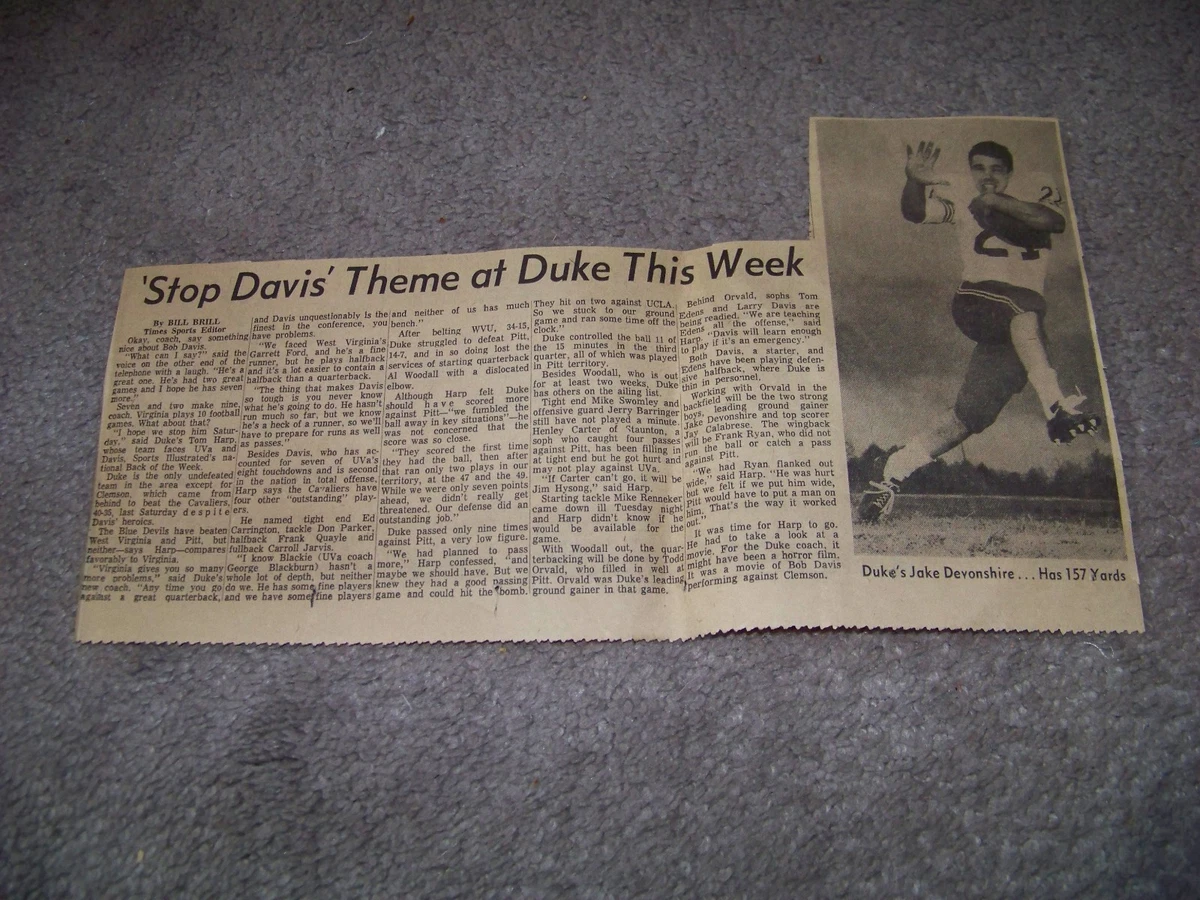 'Stop Davis' Theme at Duke This Week
By BILL BRILL
Times Sports Editor
Okay, coach, say something
nice about Bob Davis.
"What can I say?" said the
voice on the other end of the
telephone with a laugh. "He's a
great one. He's had two great
games and I hope he has seven
more."
Seven and two make nine,
coach. Virginia plays 10 football
games. What about that?
"I hope we stop him Satur-
day," said Duke's Tom Harp,
whose team faces UVa and
Davis, Sports Illustrated's na-
tional Back of the Week.
Duke is the only undefeated
team in the area except for
Clemson, which came from
behind to beat the Cavaliers,
40-35, last Saturday despite
Davis' heroics.
The Blue Devils have beaten
West Virginia and Pitt, but
neither—says Harp—compares
favorably to Virginia.
"Virginia gives you so many
more problems," said Duke's
new coach. "Any time you go
against a great quarterback,
and Davis unquestionably is the
finest in the conference, you
have problems.
"We faced West Virginia's
Garrett Ford, and he's a fine
runner, but he plays halfback
and it's a lot easier to contain a
halfback than a quarterback.
"The thing that makes Davis
so tough is you never know
what he's going to do. He hasn't
run much so far, but we know
he's a heck of a runner, so we'll
have to prepare for runs as well
as passes."
Besides Davis, who has ac-
counted for seven of UVa's
eight touchdowns and is second
in the nation in total offense,
Harp says the Cavaliers have
four other "outstanding" play-
ers.
He named tight end Ed
Carrington, tackle Don Parker,
halfback Frank Quayle and
fullback Carroll Jarvis.
"I know Blackie (UVa coach
George Blackburn) hasn't a
whole lot of depth, but neither
do we. He has some fine players
and we have some fine players
and neither of us has much
bench."
After belting WVU, 34-15,
Duke struggled to defeat Pitt,
14-7, and in so doing lost the
services of starting quarterback
Al Woodall with a dislocated
elbow.
Although Harp felt Duke
should have scored more
against Pitt—"we fumbled the
ball away in key situations"—he
was not concerned that the
score was so close.
"They scored the first time
they had the ball, then after
that ran only two plays in our
territory, at the 47 and the 49.
While we were only seven points
ahead, we didn't really get
threatened. Our defense did an
outstanding job."
Duke passed only nine times
against Pitt, a very low figure.
"We had planned to pass
more," Harp confessed, "and
maybe we should have. But we
knew they had a good passing
game and could hit the bomb.
They hit on two against UCLA.
So we stuck to our ground
game and ran some time off the
clock."
Duke controlled the ball 11 of
the 15 minutes in the third
quarter, all of which was played
in Pitt territory.
Besides Woodall, who is out
for at least two weeks, Duke
has others on the ailing list.
Tight end Mike Swomley and
offensive guard Jerry Barringer
still have not played a minute.
Henley Carter of Staunton, a
soph who caught four passes
against Pitt, has been filling in
at tight end but he got hurt and
may not play against UVa.
"If Carter can't go, it will be
Jim Hysong," said Harp.
Starting tackle Mike Renneker
came down ill Tuesday night
and Harp didn't know if he
would be available for the
game.
With Woodall out, the quar-
terbacking will be done by Todd
Orvald, who filled in well at
Pitt. Orvald was Duke's leading
ground gainer in that game.
Behind Orvald, sophs Tom
Edens and Larry Davis are
being readied. "We are teaching
Edens all the offense," said
Harp. "Davis will learn enough
to play if it's an emergency."
Both Davis, a starter, and
Edens have been playing defen-
sive halfback, where Duke is
thin in personnel.
Working with Orvald in the
backfield will be the two strong
boys, leading ground gainer
Jake Devonshire and top scorer
Jay Calabrese. The wingback
will be Frank Ryan, who did not
run the ball or catch a pass
against Pitt.
"We had Ryan flanked out
wide," said Harp. "He was hurt
but we felt if we put him wide,
Pitt would have to put a man on
him. That's the way it worked
out."
It was time for Harp to go.
He had to take a look at a
movie. For the Duke coach, it
might have been a horror film.
It was a movie of Bob Davis
performing against Clemson.
Duke's Jake Devonshire . . . Has 157 Yards